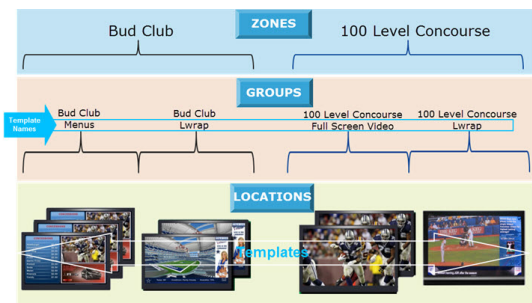 ZONES
Bud Club
100 Level Concourse
GROUPS
Template Names
Bud Club Menus
Bud Club Lwrap
100 Level Concourse Full Screen Video
100 Level Concourse Lwrap
LOCATIONS
Templates